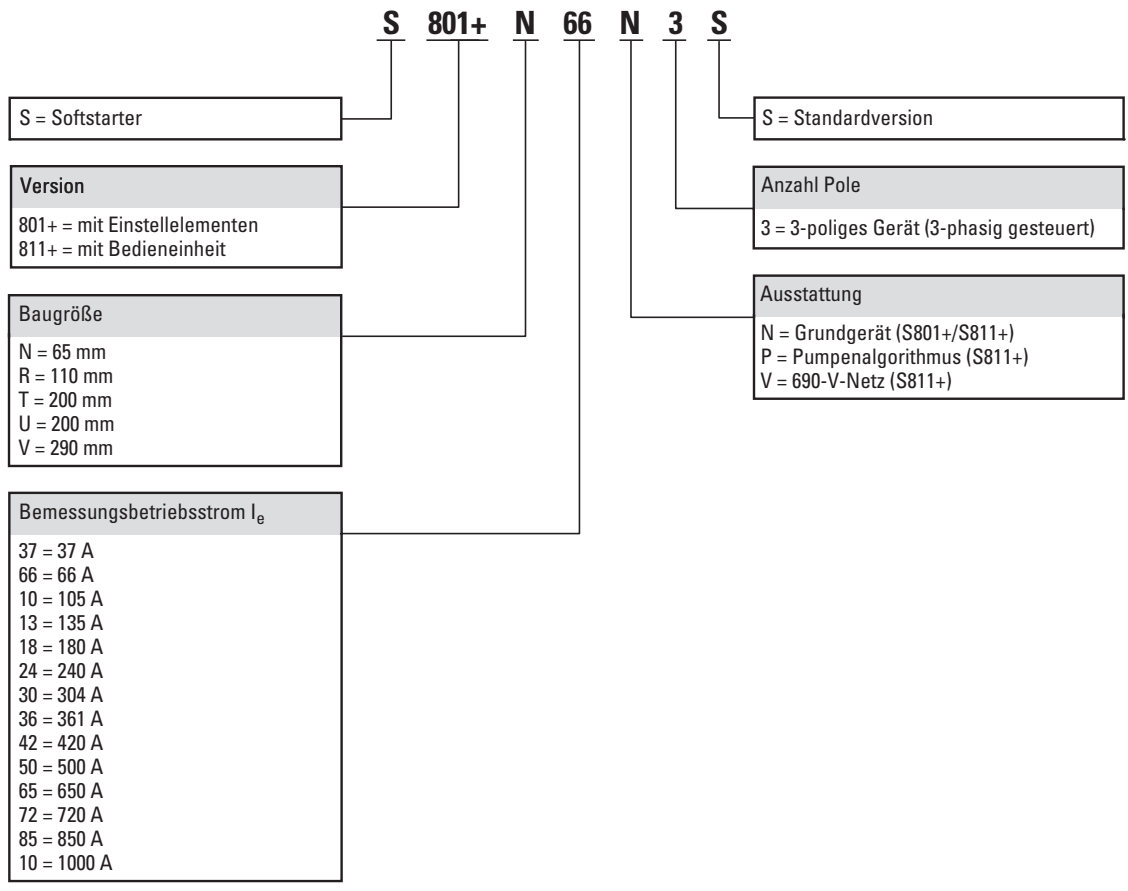 S 801+ N 66 N 3 S
S = Softstarter
Version
801+ = mit Einstellelementen
811+ = mit Bedieneinheit
Baugröße
N = 65 mm
R = 110 mm
T = 200 mm
U = 200 mm
V = 290 mm
Bemessungsbetriebsstrom Ie
37 = 37 A
66 = 66 A
10 = 105 A
13 = 135 A
18 = 180 A
24 = 240 A
30 = 304 A
36 = 361 A
42 = 420 A
50 = 500 A
65 = 650 A
72 = 720 A
85 = 850 A
10 = 1000 A
S = Standardversion
Anzahl Pole
3 = 3-poliges Gerät (3-phasig gesteuert)
Ausstattung
N = Grundgerät (S801+/S811+)
P = Pumpenalgorithmus (S811+)
V = 690-V-Netz (S811+)